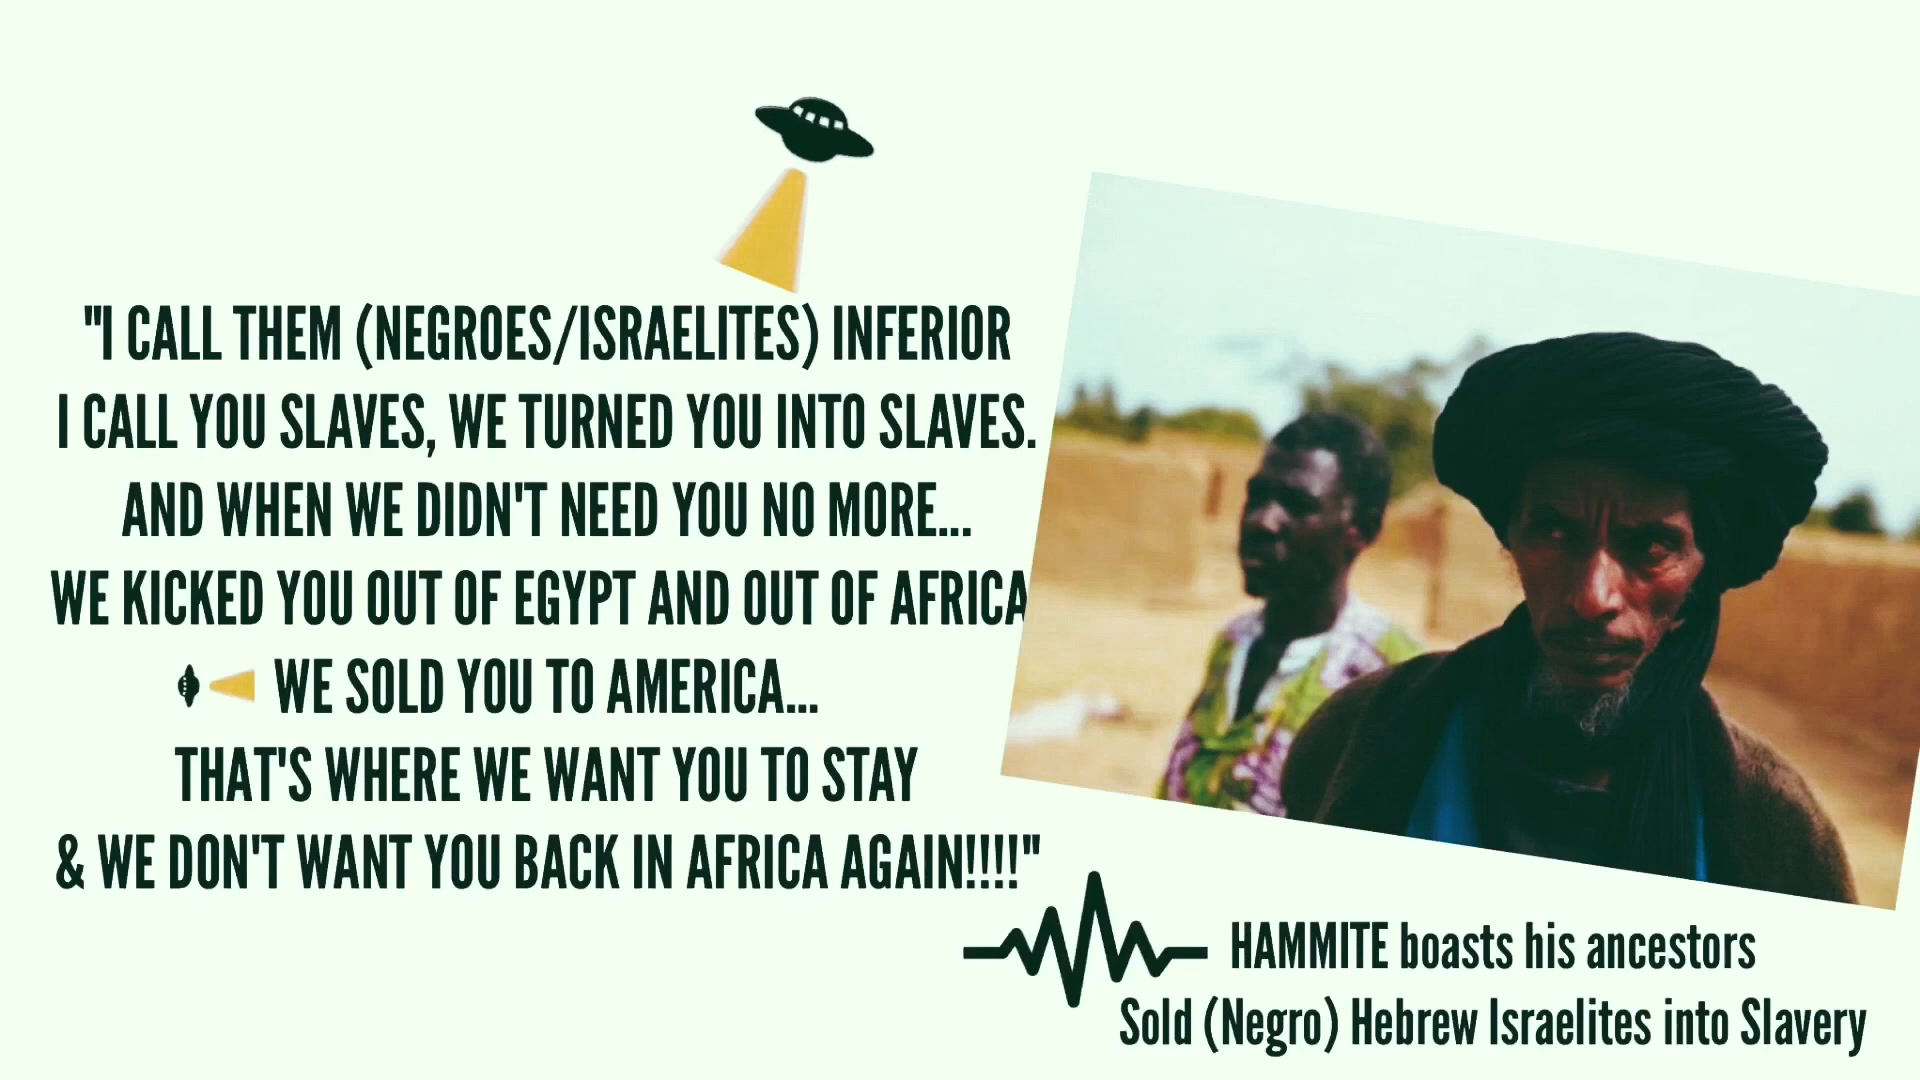 "I CALL THEM (NEGROES/ISRAELITES) INFERIOR
I CALL YOU SLAVES, WE TURNED YOU INTO SLAVES.
AND WHEN WE DIDN'T NEED YOU NO MORE...
WE KICKED YOU OUT OF EGYPT AND OUT OF AFRICA
WE SOLD YOU TO AMERICA...
THAT'S WHERE WE WANT YOU TO STAY
& WE DON'T WANT YOU BACK IN AFRICA AGAIN!!!!"
HAMMITE boasts his ancestors
Sold (Negro) Hebrew Israelites into Slavery